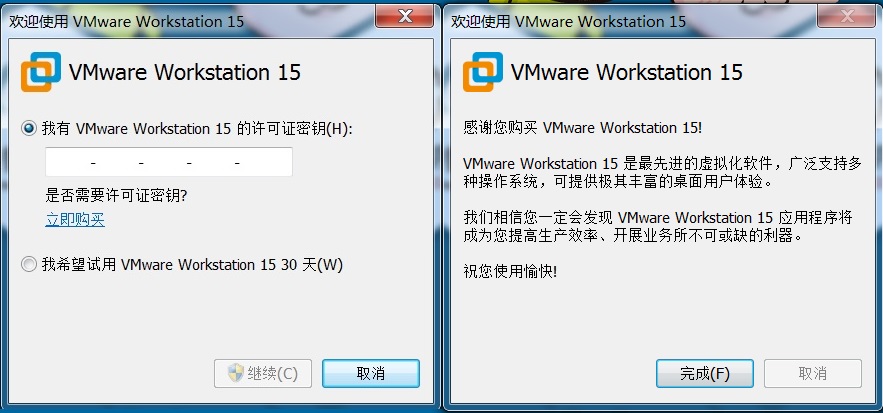 欢迎使用 VMware Workstation 15
VMware Workstation 15
我有 VMware Workstation 15 的许可证密钥(H):
- - - -
是否需要许可证密钥?
立即购买
我希望试用 VMware Workstation 15 30 天(W)
继续(C)
取消
欢迎使用 VMware Workstation 15
VMware Workstation 15
感谢您购买 VMware Workstation 15!
VMware Workstation 15 是最先进的虚拟化软件，广泛支持多
种操作系统，可提供极其丰富的桌面用户体验。
我们相信您一定会发现 VMware Workstation 15 应用程序将
成为您提高生产效率、开展业务所不可或缺的利器。
祝您使用愉快!
完成(F)
取消